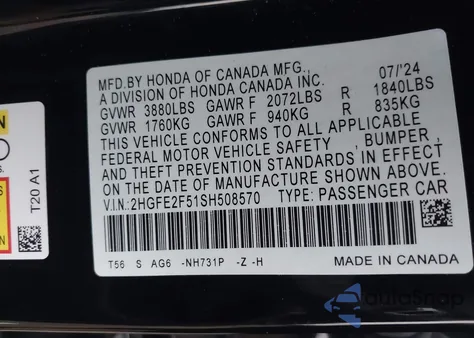 MFD.BY HONDA OF CANADA MFG., 07/'24
A DIVISION OF HONDA CANADA INC.
GVWR 3880LBS GAWR F 2072LBS R 1840LBS
GVWR 1760KG GAWR F 940KG R 835KG
THIS VEHICLE CONFORMS TO ALL APPLICABLE
FEDERAL MOTOR VEHICLE SAFETY , BUMPER ,
AND THEFT PREVENTION STANDARDS IN EFFECT
ON THE DATE OF MANUFACTURE SHOWN ABOVE.
V.I.N:2HGFE2F51SH508570 TYPE: PASSENGER CAR
T56 S AG6 -NH731P -Z -H
MADE IN CANADA
T20 A1
autoSnap